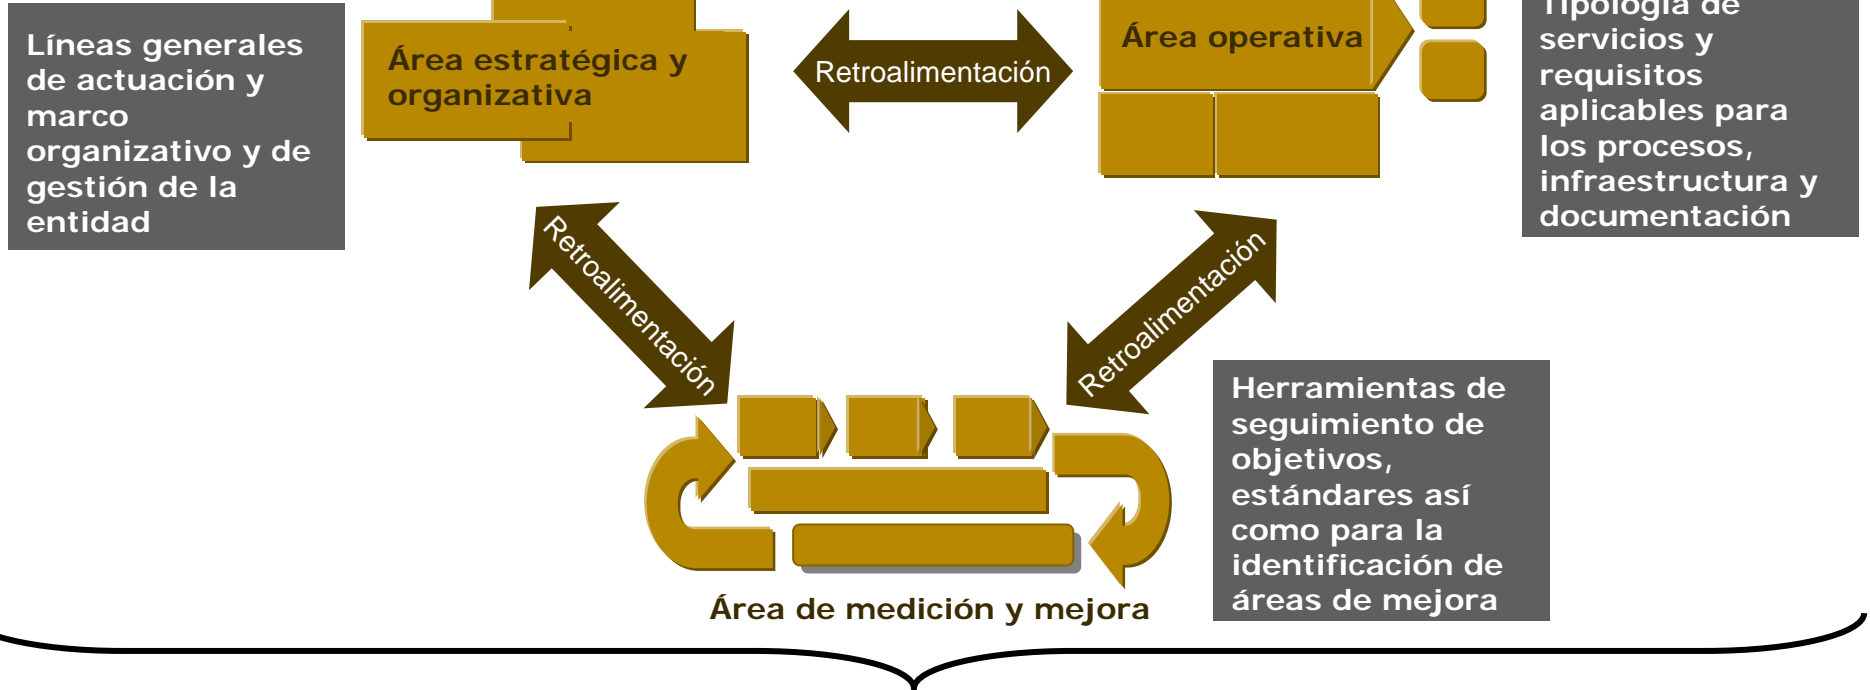 Líneas generales
de actuación y
marco
organizativo y de
gestión de la
entidad
Área estratégica y
organizativa
Retroalimentación
Área operativa
Tipología de
servicios y
requisitos
aplicables para
los procesos,
infraestructura y
documentación
Retroalimentación
Retroalimentación
Herramientas de
seguimiento de
objetivos,
estándares así
como para la
identificación de
áreas de mejora
Área de medición y mejora